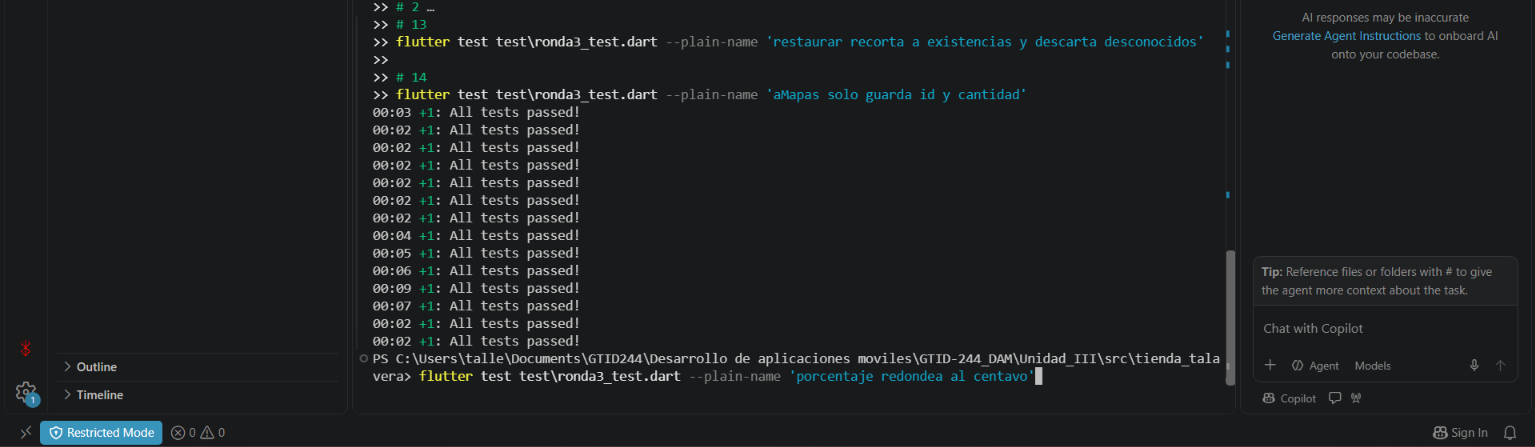 >> # 2 …
>> # 13
>> flutter test test\ronda3_test.dart --plain-name 'restaurar recorta a existencias y descarta desconocidos'
>>
>> # 14
>> flutter test test\ronda3_test.dart --plain-name 'aMapas solo guarda id y cantidad'
00:03 +1: All tests passed!
00:02 +1: All tests passed!
00:02 +1: All tests passed!
00:02 +1: All tests passed!
00:02 +1: All tests passed!
00:02 +1: All tests passed!
00:02 +1: All tests passed!
00:04 +1: All tests passed!
00:05 +1: All tests passed!
00:06 +1: All tests passed!
00:09 +1: All tests passed!
00:07 +1: All tests passed!
00:02 +1: All tests passed!
00:02 +1: All tests passed!
PS C:\Users\talle\Documents\GTID244\Desarrollo de aplicaciones moviles\GTID-244_DAM\Unidad_III\src\tienda_tala
vera> flutter test test\ronda3_test.dart --plain-name 'porcentaje redondea al centavo'
Outline
Timeline
1
AI responses may be inaccurate
Generate Agent Instructions to onboard AI
onto your codebase.
Tip: Reference files or folders with # to give
the agent more context about the task.
Chat with Copilot
Agent Models
Copilot
Restricted Mode 0 0
Sign In